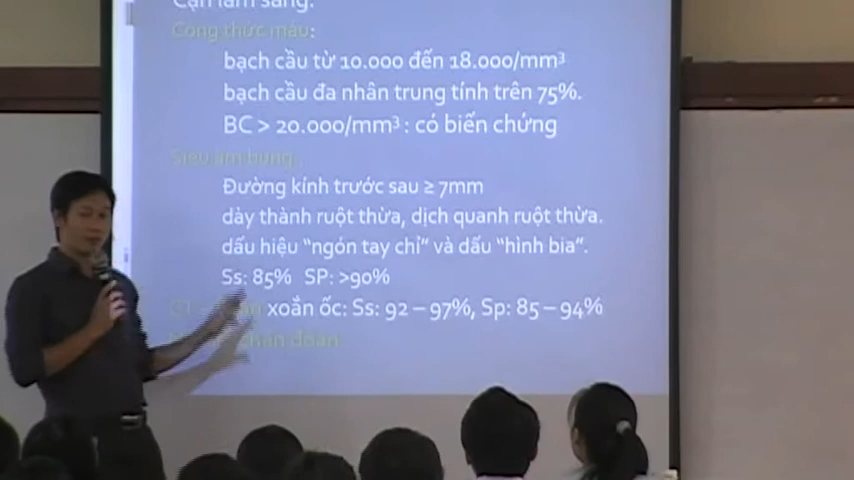 Cận lâm sàng:
Công thức máu:
bạch cầu từ 10.000 đến 18.000/mm³
bạch cầu đa nhân trung tính trên 75%.
BC > 20.000/mm³ : có biến chứng
Siêu âm bụng:
Đường kính trước sau ≥ 7mm
dày thành ruột thừa, dịch quanh ruột thừa.
dấu hiệu “ngón tay chỉ” và dấu “hình bia”.
Ss: 85% SP: >90%
xoắn ốc: Ss: 92 – 97%, Sp: 85 – 94%
chẩn đoán